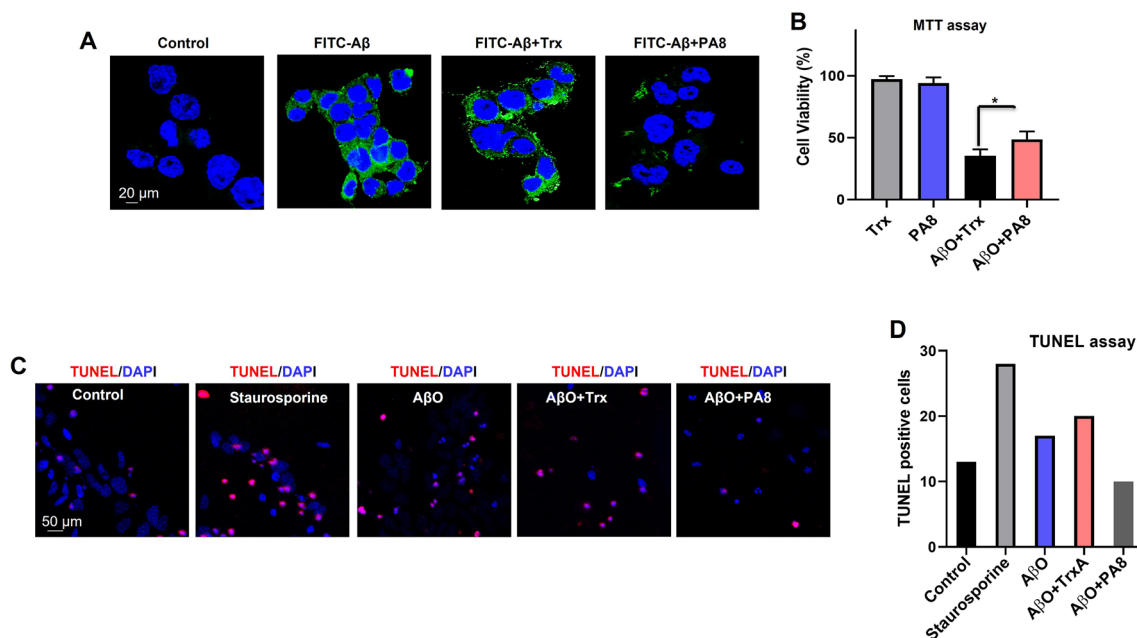 A
Control
FITC-Aβ
FITC-Aβ+Trx
FITC-Aβ+PA8
20 µm
B
MTT assay
Cell Viability (%)
100
50
0
Trx
PA8
AβO+Trx
AβO+PA8
*
C
TUNEL/DAPI
TUNEL/DAPI
TUNEL/DAPI
TUNEL/DAPI
TUNEL/DAPI
Control
Staurosporine
AβO
AβO+Trx
AβO+PA8
50 µm
D
TUNEL assay
TUNEL positive cells
30
20
10
0
Control
Staurosporine
AβO
AβO+TrxA
AβO+PA8